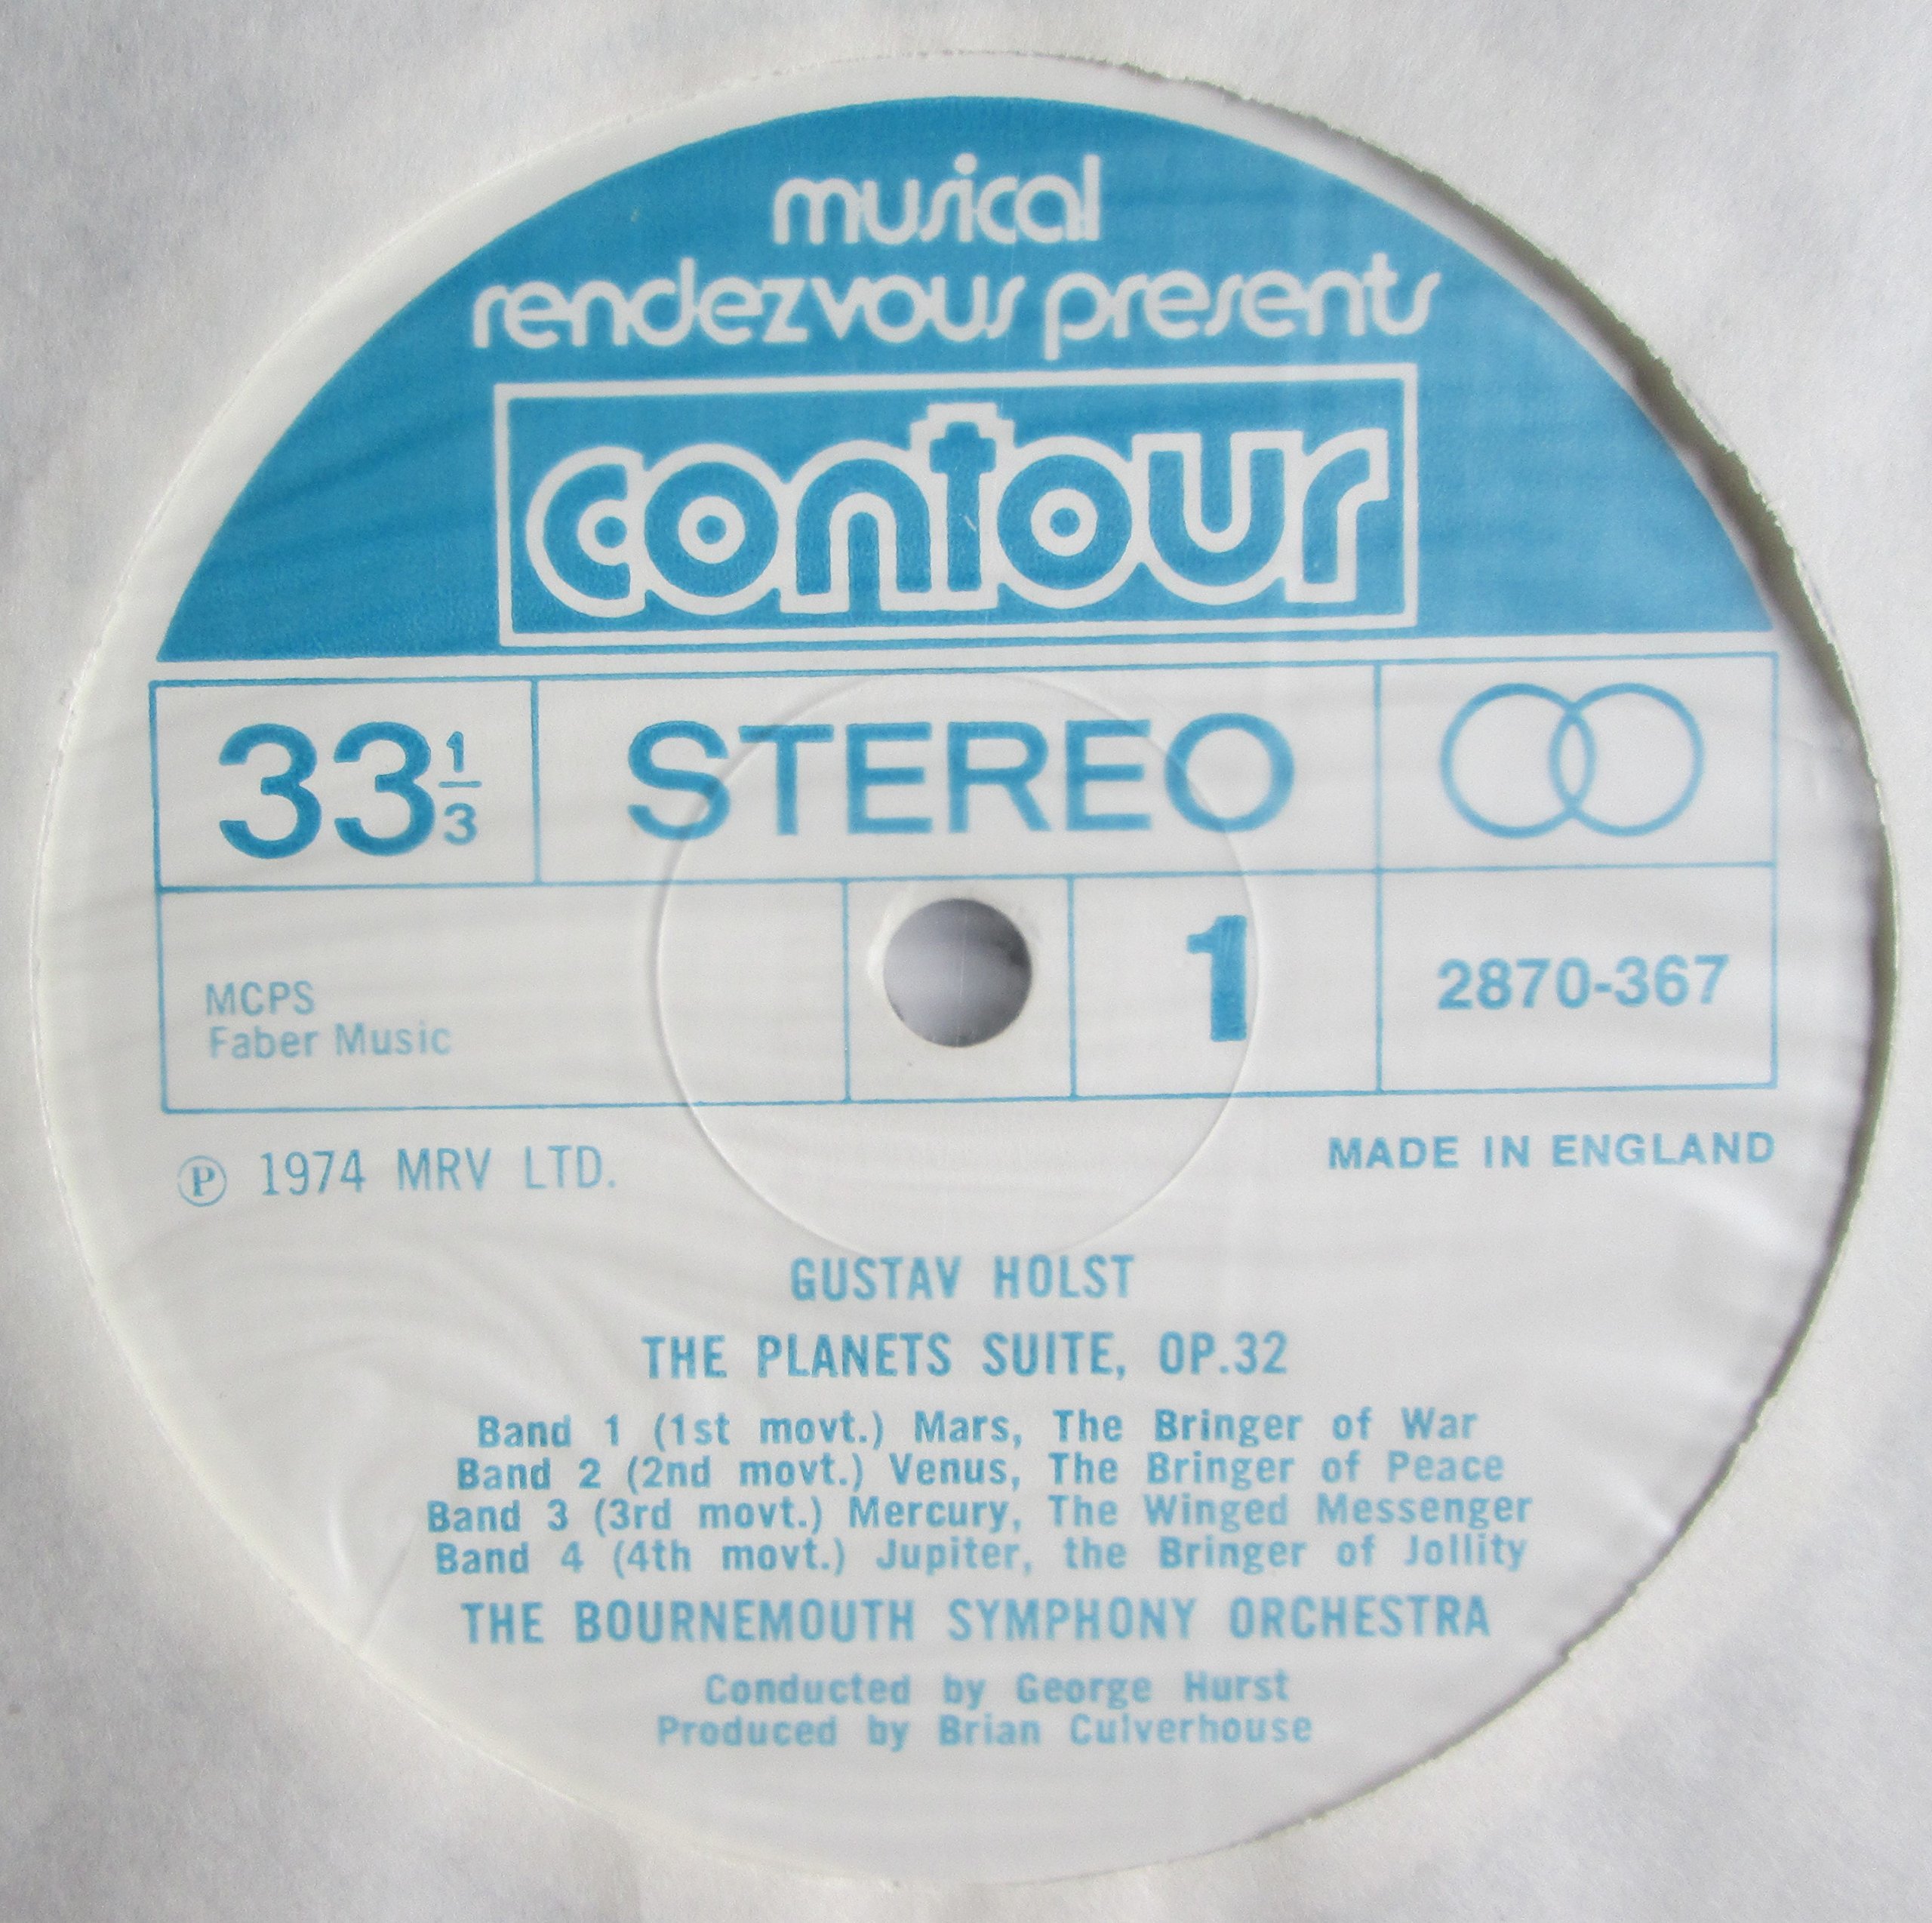 musical
rendezvous presents
contour
33 1/3 STEREO
MCPS
Faber Music
1
2870-367
Ⓟ 1974 MRV LTD.
MADE IN ENGLAND
GUSTAV HOLST
THE PLANETS SUITE, OP.32
Band 1 (1st movt.) Mars, The Bringer of War
Band 2 (2nd movt.) Venus, The Bringer of Peace
Band 3 (3rd movt.) Mercury, The Winged Messenger
Band 4 (4th movt.) Jupiter, the Bringer of Jollity
THE BOURNEMOUTH SYMPHONY ORCHESTRA
Conducted by George Hurst
Produced by Brian Culverhouse